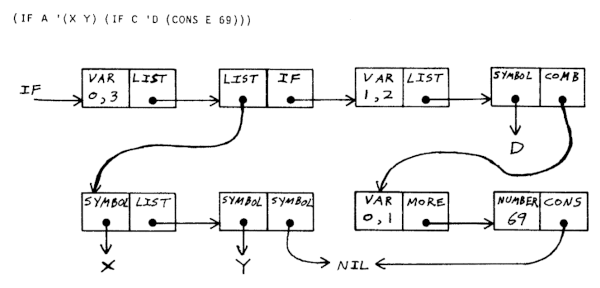 (IF A '(X Y) (IF C 'D (CONS E 69)))
IF
VAR 0,3 LIST
LIST IF
VAR 1,2 LIST
SYMBOL COMB
D
SYMBOL LIST
SYMBOL SYMBOL
VAR 0,1 MORE
NUMBER 69 CONS
X
Y
NIL